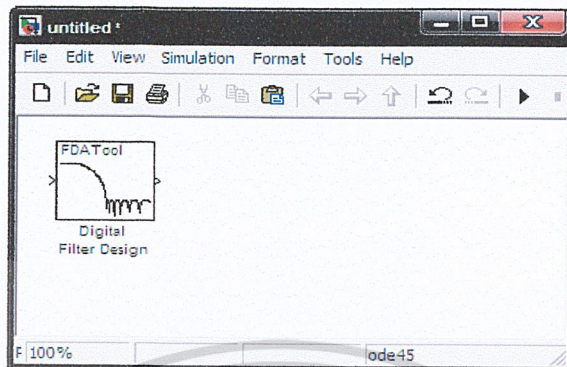 untitled *
File Edit View Simulation Format Tools Help
FDATool
Digital
Filter Design
F 100% ode45